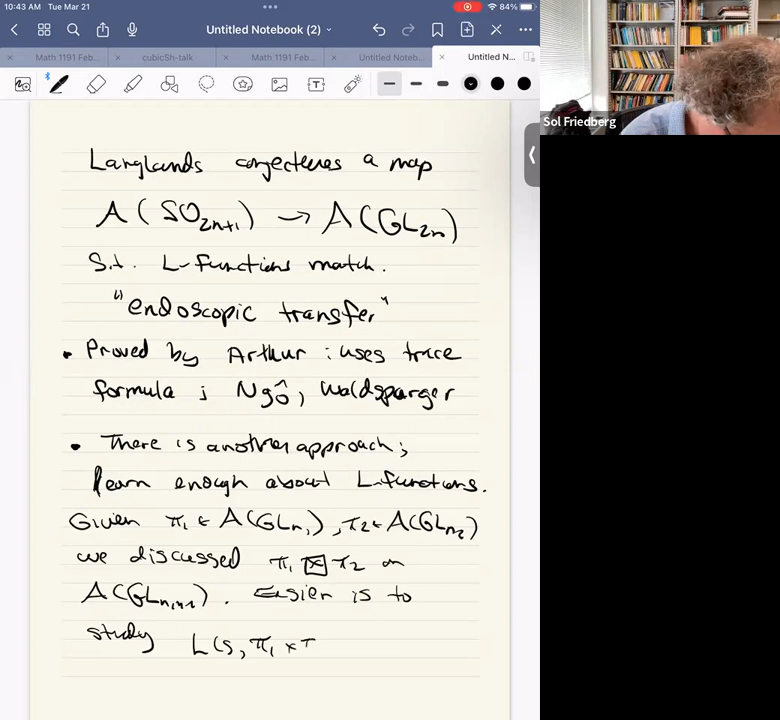 10:43 AM Tue Mar 21
84%
Untitled Notebook (2)
Math 1191 Feb...
cubicSh-talk
Math 1191 Feb...
Untitled Noteb...
Untitled N...
Sol Friedberg
Langlands conjectures a map
A(SO₂ₙ₊₁) → A(GL₂ₙ)
s.t. L-functions match.
"endoscopic transfer"
• Proved by Arthur : uses trace
formula ; Ngô, Waldspurger
• There is another approach ;
learn enough about L-functions.
Given π₁ ∈ A(GLₙ₁), π₂ ∈ A(GLₙ₂)
we discussed π₁ ⊠ π₂ on
Easier is to
study L(s, π₁ ×